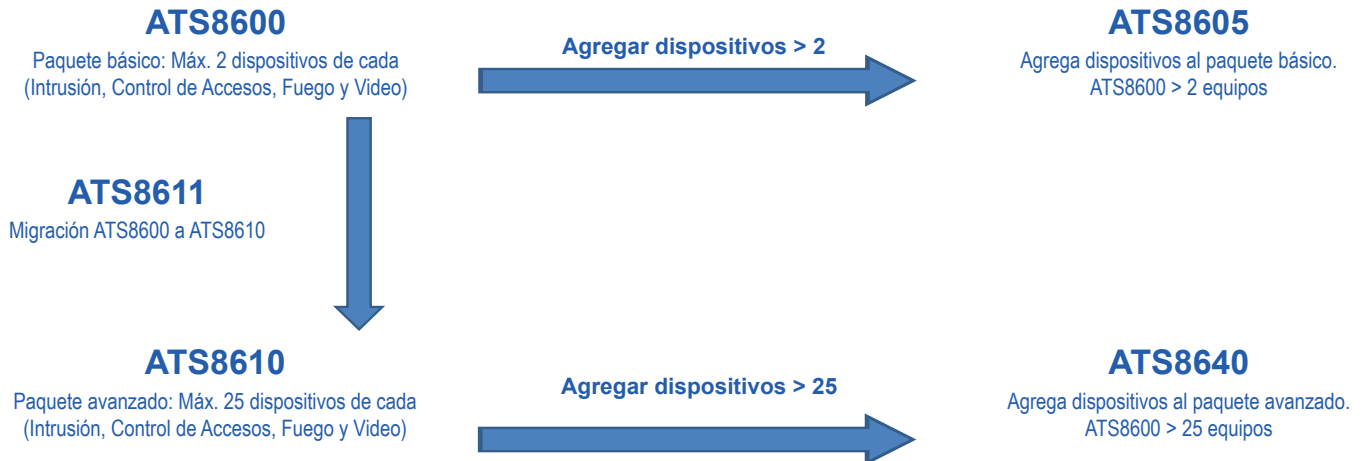 ATS8600
Paquete básico: Máx. 2 dispositivos de cada
(Intrusión, Control de Accesos, Fuego y Video)
Agregar dispositivos > 2
ATS8605
Agrega dispositivos al paquete básico.
ATS8600 > 2 equipos
ATS8611
Migración ATS8600 a ATS8610
ATS8610
Paquete avanzado: Máx. 25 dispositivos de cada
(Intrusión, Control de Accesos, Fuego y Video)
Agregar dispositivos > 25
ATS8640
Agrega dispositivos al paquete avanzado.
ATS8600 > 25 equipos